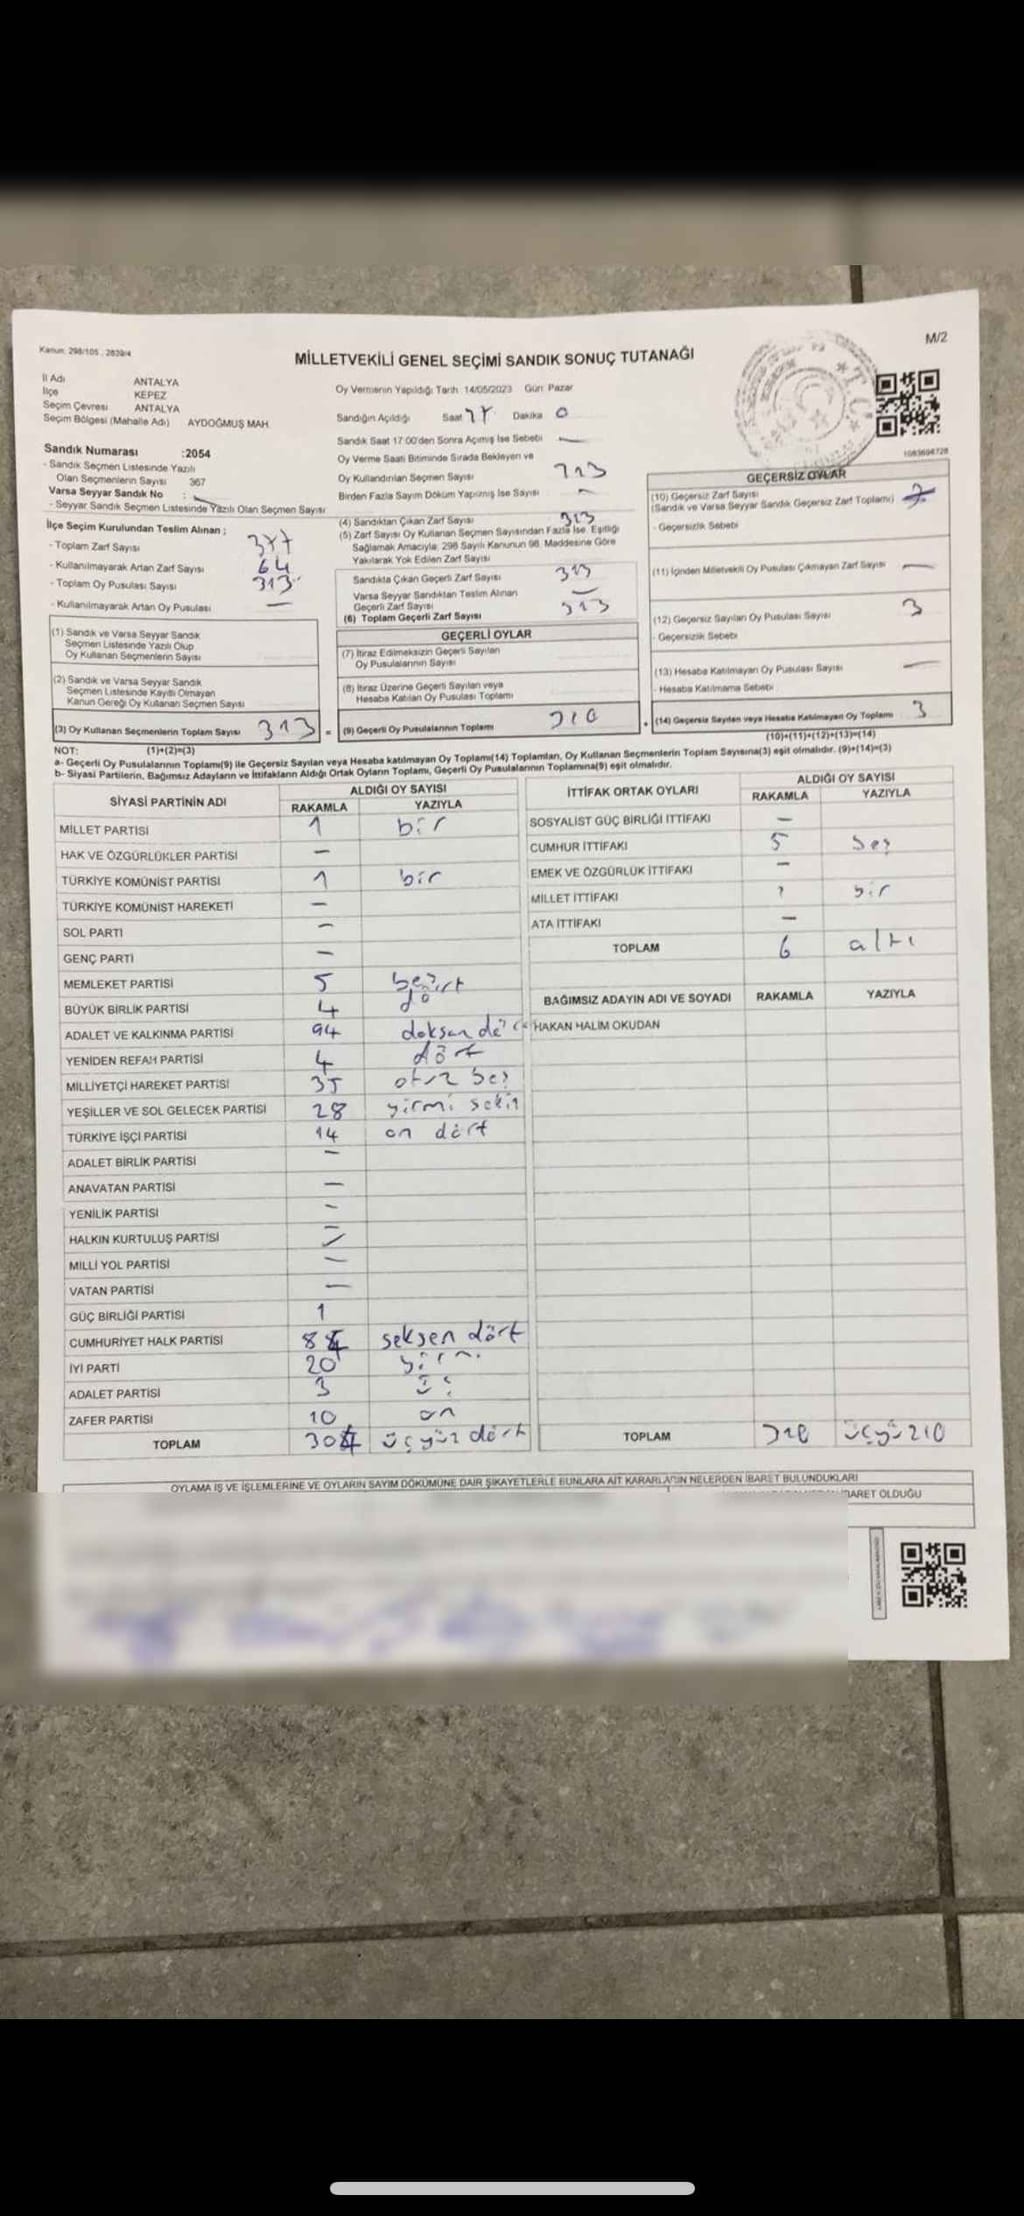 Kanun: 298/105, 2839/4
M/2
MİLLETVEKİLİ GENEL SEÇİMİ SANDIK SONUÇ TUTANAĞI
İl Adı ANTALYA
İlçe KEPEZ
Seçim Çevresi ANTALYA
Seçim Bölgesi (Mahalle Adı) AYDOĞMUŞ MAH.
Sandık Numarası :2054
- Sandık Seçmen Listesinde Yazılı
Olan Seçmenlerin Sayısı 367
Varsa Seyyar Sandık No :
- Seyyar Sandık Seçmen Listesinde Yazılı Olan Seçmen Sayısı
Oy Vermenin Yapıldığı Tarih: 14/05/2023 Gün: Pazar
Sandığın Açıldığı Saat 17 Dakika 0
Sandık Saat 17:00'den Sonra Açımış İse Sebebi —
Oy Verme Saati Bitiminde Sırada Bekleyen ve
Oy Kullandırılan Seçmen Sayısı 313
Birden Fazla Sayım Döküm Yapılmış İse Sayısı —
1083694728
İlçe Seçim Kurulundan Teslim Alınan ;
- Toplam Zarf Sayısı 377
- Kullanılmayarak Artan Zarf Sayısı 64
- Toplam Oy Pusulası Sayısı 313
- Kullanılmayarak Artan Oy Pusulası —
(4) Sandıktan Çıkan Zarf Sayısı 313
(5) Zarf Sayısı Oy Kullanan Seçmen Sayısından Fazla İse, Eşitliği
Sağlamak Amacıyla, 298 Sayılı Kanunun 98. Maddesine Göre
Yakılarak Yok Edilen Zarf Sayısı
Sandıkta Çıkan Geçerli Zarf Sayısı 313
Varsa Seyyar Sandıktan Teslim Alınan
Geçerli Zarf Sayısı —
(6) Toplam Geçerli Zarf Sayısı 313
GEÇERSİZ OYLAR
(10) Geçersiz Zarf Sayısı
(Sandık ve Varsa Seyyar Sandık Geçersiz Zarf Toplamı)
- Geçersizlik Sebebi
(11) İçinden Milletvekili Oy Pusulası Çıkmayan Zarf Sayısı —
(12) Geçersiz Sayılan Oy Pusulası Sayısı 3
- Geçersizlik Sebebi
(13) Hesaba Katılmayan Oy Pusulası Sayısı —
- Hesaba Katılmama Sebebi
(14) Geçersiz Sayılan veya Hesaba Katılmayan Oy Toplamı 3
(10)+(11)+(12)+(13)=(14)
(1) Sandık ve Varsa Seyyar Sandık
Seçmen Listesinde Yazılı Olup
Oy Kullanan Seçmenlerin Sayısı
(2) Sandık ve Varsa Seyyar Sandık
Seçmen Listesinde Kayıtlı Olmayan
Kanun Gereği Oy Kullanan Seçmen Sayısı
(3) Oy Kullanan Seçmenlerin Toplam Sayısı 313 =
GEÇERLİ OYLAR
(7) İtiraz Edilmeksizin Geçerli Sayılan
Oy Pusulalarının Sayısı
(8) İtiraz Üzerine Geçerli Sayılan veya
Hesaba Katılan Oy Pusulası Toplamı
(9) Geçerli Oy Pusulalarının Toplamı 310 +
NOT: (1)+(2)=(3)
a- Geçerli Oy Pusulalarının Toplamı(9) ile Geçersiz Sayılan veya Hesaba katılmayan Oy Toplamı(14) Toplamları, Oy Kullanan Seçmenlerin Toplam Sayısına(3) eşit olmalıdır. (9)+(14)=(3)
b- Siyasi Partilerin, Bağımsız Adayların ve İttifakların Aldığı Ortak Oyların Toplamı, Geçerli Oy Pusulalarının Toplamına(9) eşit olmalıdır.
SİYASİ PARTİNİN ADI ALDIĞI OY SAYISI
RAKAMLA YAZIYLA
MİLLET PARTİSİ 1 bir
HAK VE ÖZGÜRLÜKLER PARTİSİ —
TÜRKİYE KOMÜNİST PARTİSİ 1 bir
TÜRKİYE KOMÜNİST HAREKETİ —
SOL PARTİ —
GENÇ PARTİ —
MEMLEKET PARTİSİ 5 beş
BÜYÜK BİRLİK PARTİSİ 4 dört
ADALET VE KALKINMA PARTİSİ 94 doksan dört
YENİDEN REFAH PARTİSİ 4 dört
MİLLİYETÇİ HAREKET PARTİSİ 35 otuz beş
YEŞİLLER VE SOL GELECEK PARTİSİ 28 yirmi sekiz
TÜRKİYE İŞÇİ PARTİSİ 14 on dört
ADALET BİRLİK PARTİSİ —
ANAVATAN PARTİSİ —
YENİLİK PARTİSİ —
HALKIN KURTULUŞ PARTİSİ —
MİLLİ YOL PARTİSİ —
VATAN PARTİSİ —
GÜÇ BİRLİĞİ PARTİSİ 1
CUMHURİYET HALK PARTİSİ 84 seksen dört
İYİ PARTİ 20 yirmi
ADALET PARTİSİ 3 üç
ZAFER PARTİSİ 10 on
TOPLAM 304 üçyüz dört
İTTİFAK ORTAK OYLARI ALDIĞI OY SAYISI
RAKAMLA YAZIYLA
SOSYALİST GÜÇ BİRLİĞİ İTTİFAKI —
CUMHUR İTTİFAKI 5 beş
EMEK VE ÖZGÜRLÜK İTTİFAKI —
MİLLET İTTİFAKI 1 bir
ATA İTTİFAKI —
TOPLAM 6 altı
BAĞIMSIZ ADAYIN ADI VE SOYADI RAKAMLA YAZIYLA
HAKAN HALİM OKUDAN
TOPLAM 310 üçyüz10
OYLAMA İŞ VE İŞLEMLERİNE VE OYLARIN SAYIM DÖKÜMÜNE DAİR ŞİKAYETLERLE BUNLARA AİT KARARLARIN NELERDEN İBARET BULUNDUKLARI
İBARET OLDUĞU